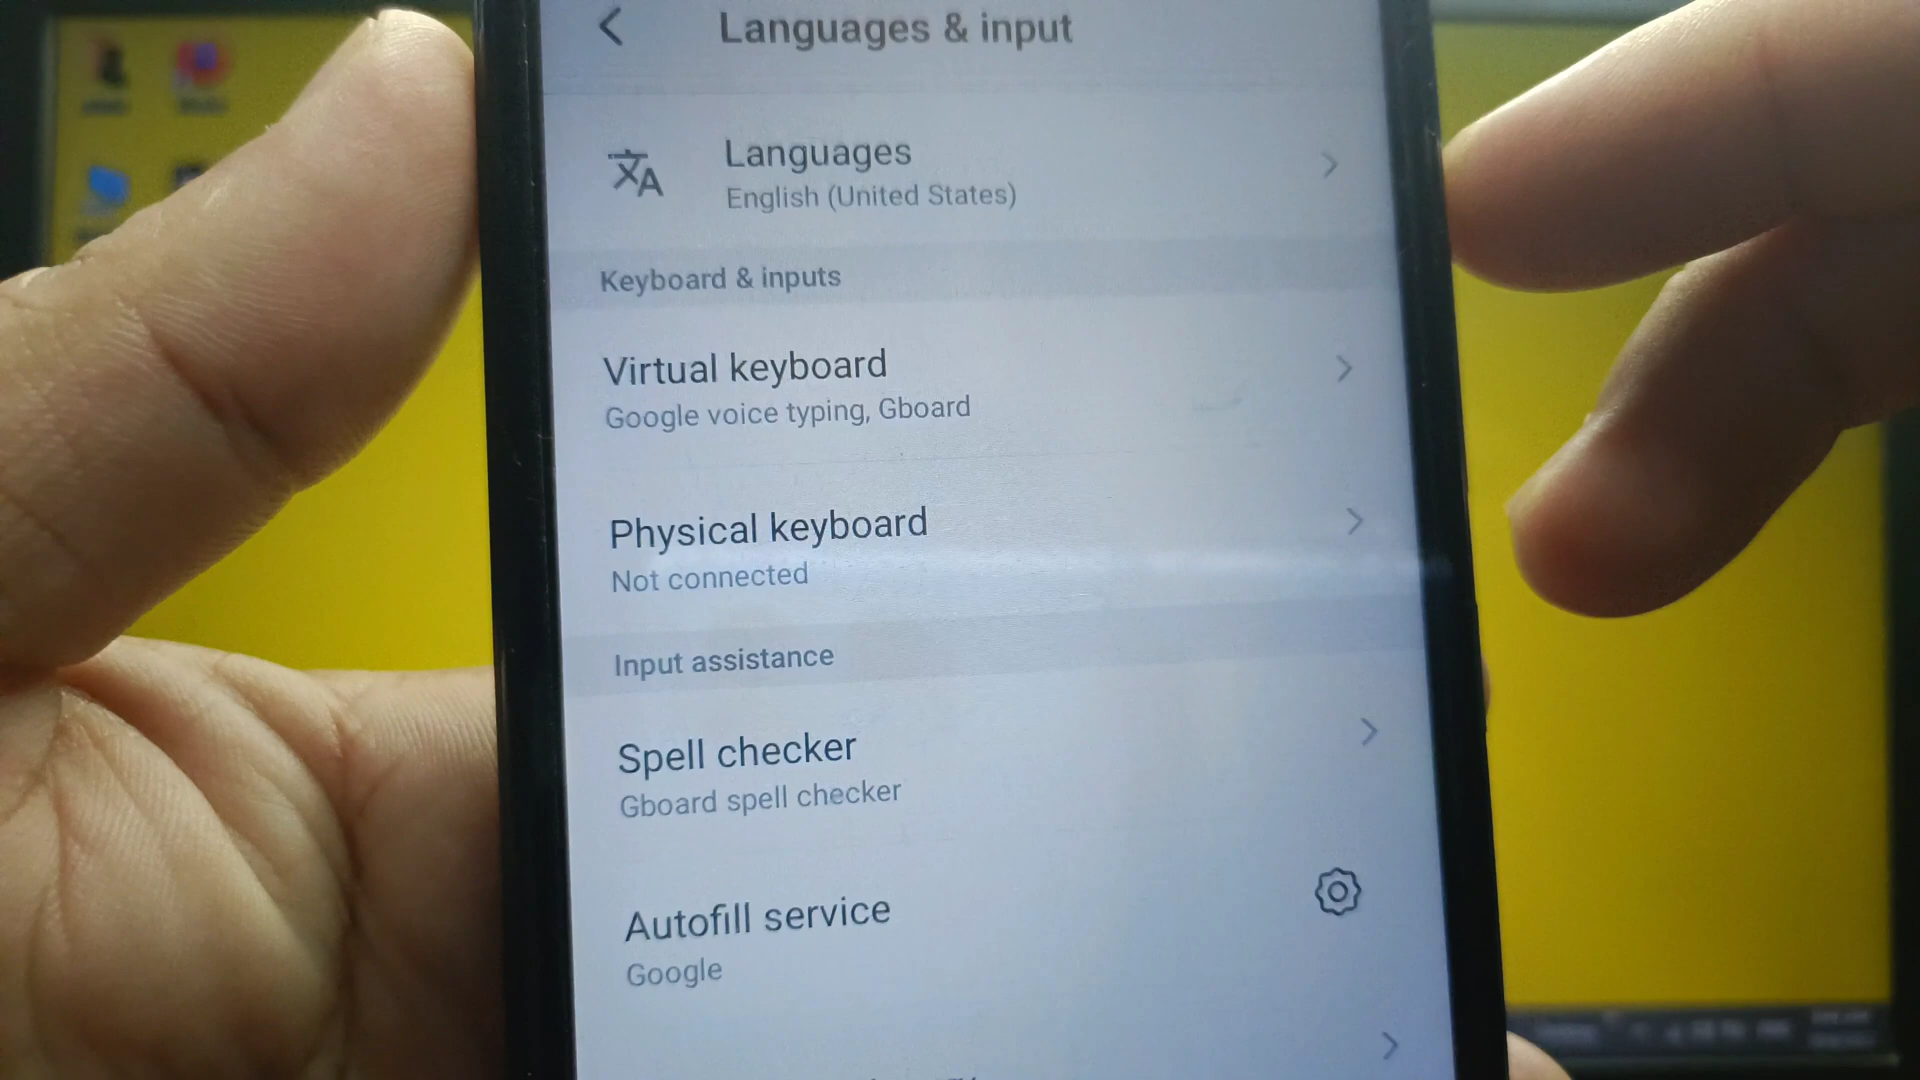 Languages & input
Languages
English (United States)
Keyboard & inputs
Virtual keyboard
Google voice typing, Gboard
Physical keyboard
Not connected
Input assistance
Spell checker
Gboard spell checker
Autofill service
Google